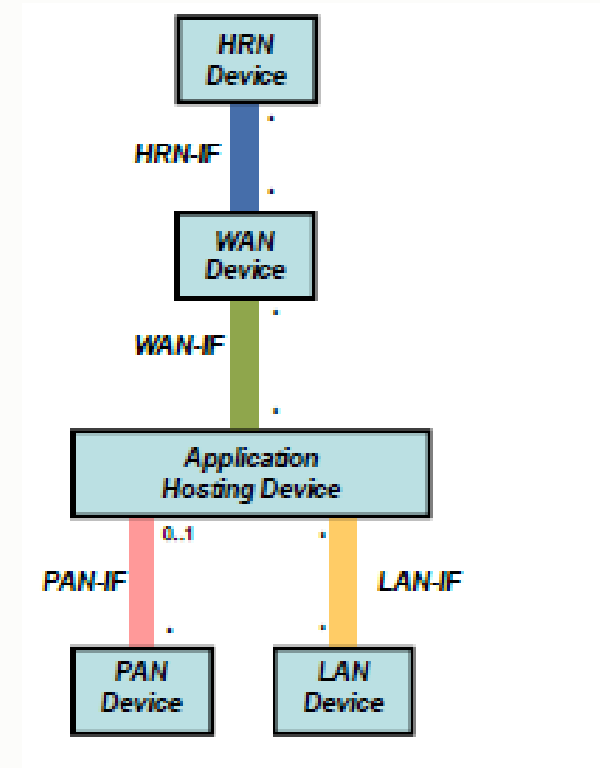 HRN
Device
HRN-IF
WAN
Device
WAN-IF
Application
Hosting Device
0..1
PAN-IF
LAN-IF
PAN
Device
LAN
Device